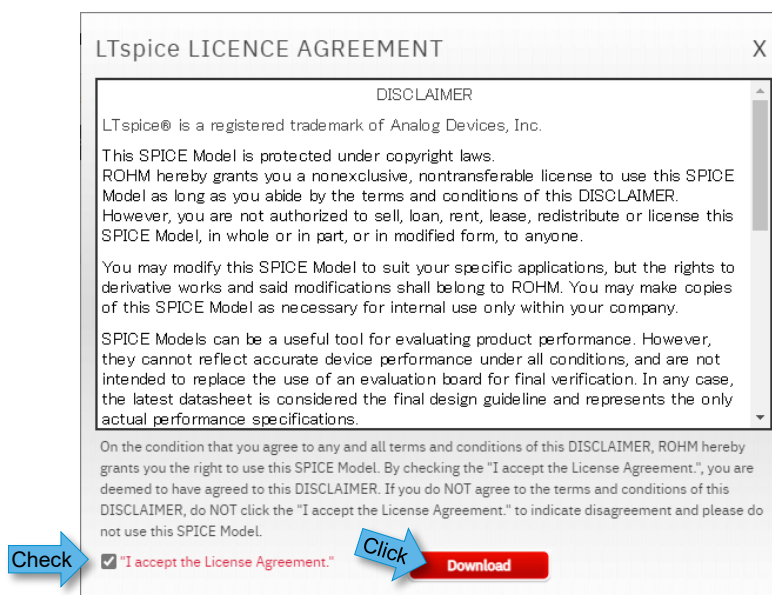 LTspice LICENCE AGREEMENT X
DISCLAIMER
LTspice® is a registered trademark of Analog Devices, Inc.
This SPICE Model is protected under copyright laws.
ROHM hereby grants you a nonexclusive, nontransferable license to use this SPICE
Model as long as you abide by the terms and conditions of this DISCLAIMER.
However, you are not authorized to sell, loan, rent, lease, redistribute or license this
SPICE Model, in whole or in part, or in modified form, to anyone.
You may modify this SPICE Model to suit your specific applications, but the rights to
derivative works and said modifications shall belong to ROHM. You may make copies
of this SPICE Model as necessary for internal use only within your company.
SPICE Models can be a useful tool for evaluating product performance. However,
they cannot reflect accurate device performance under all conditions, and are not
intended to replace the use of an evaluation board for final verification. In any case,
the latest datasheet is considered the final design guideline and represents the only
actual performance specifications.
On the condition that you agree to any and all terms and conditions of this DISCLAIMER, ROHM hereby
grants you the right to use this SPICE Model. By checking the "I accept the License Agreement.", you are
deemed to have agreed to this DISCLAIMER. If you do NOT agree to the terms and conditions of this
DISCLAIMER, do NOT click the "I accept the License Agreement." to indicate disagreement and please do
not use this SPICE Model.
Check "I accept the License Agreement." Click Download